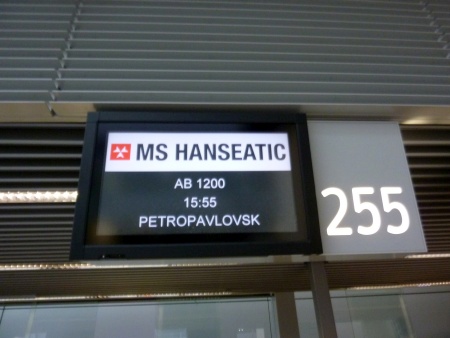 MS HANSEATIC
AB 1200
15:55
PETROPAVLOVSK
255